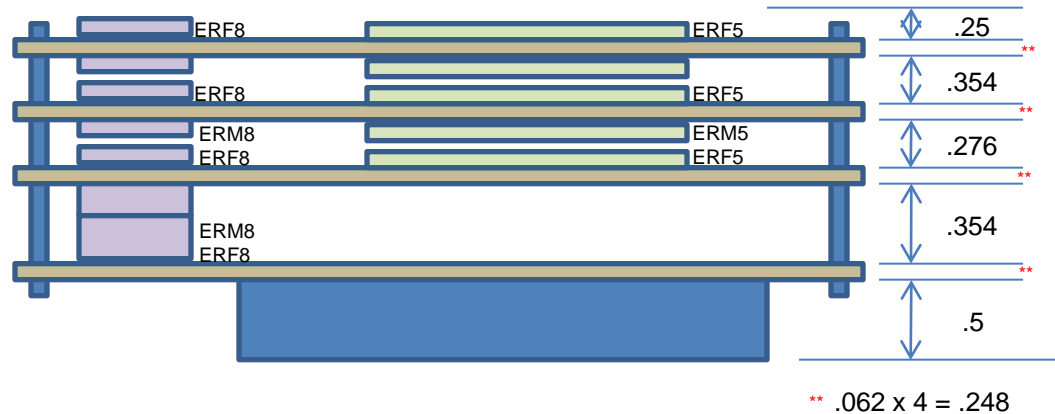 ERF8 ERF5 .25
**
.354
ERF8 ERF5
**
ERM8 ERM5
.276
ERF8 ERF5
**
.354
ERM8
ERF8
**
.5
** .062 x 4 = .248